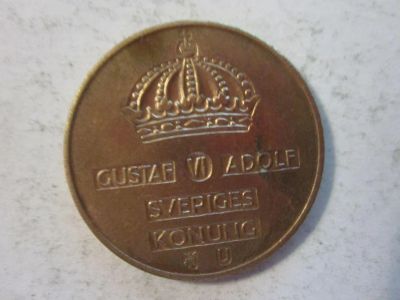 GUSTAF VI ADOLF
SVERIGES
KONUNG
U